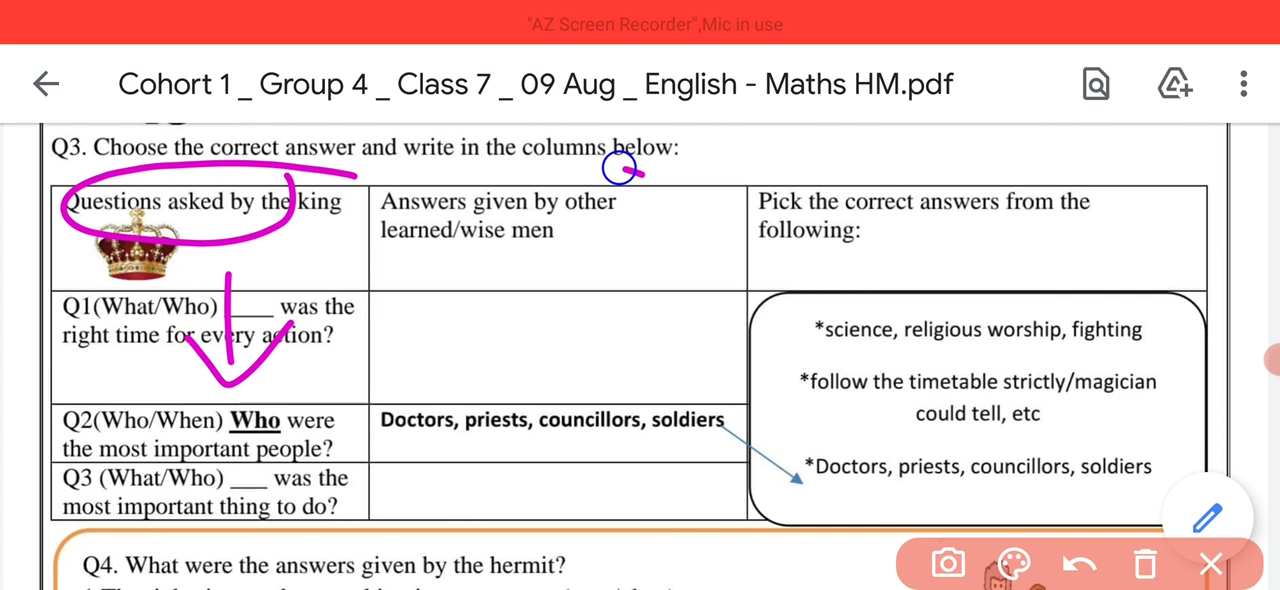 "AZ Screen Recorder",Mic in use
Cohort 1 _ Group 4 _ Class 7 _ 09 Aug _ English - Maths HM.pdf
Q3. Choose the correct answer and write in the columns below:
Questions asked by the king
Answers given by other
learned/wise men
Pick the correct answers from the
following:
Q1(What/Who) ____ was the
right time for every action?
*science, religious worship, fighting
*follow the timetable strictly/magician
could tell, etc
*Doctors, priests, councillors, soldiers
Q2(Who/When) Who were
the most important people?
Doctors, priests, councillors, soldiers
Q3 (What/Who) ___ was the
most important thing to do?
Q4. What were the answers given by the hermit?